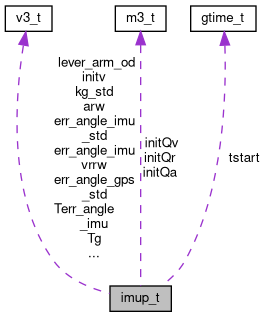 v3_t
m3_t
gtime_t
lever_arm_od
initv
kg_std
arw
err_angle_imu
_std
err_angle_imu
vrrw
err_angle_gps
_std
Terr_angle
_imu
Tg
...
initQv
initQr
initQa
tstart
imup_t